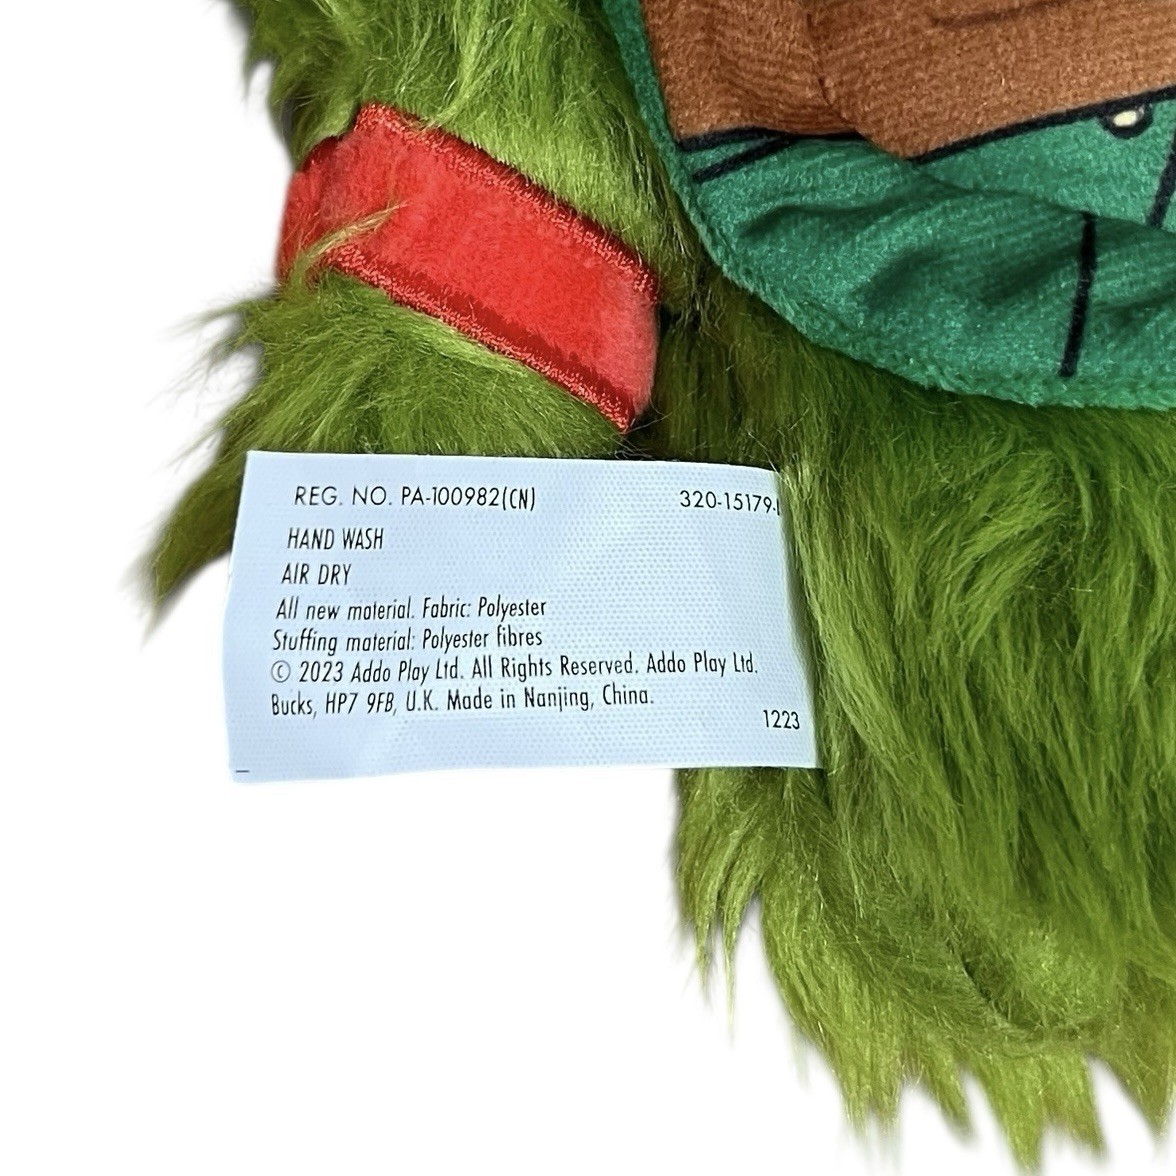 REG. NO. PA-100982(CN) 320-15179-
HAND WASH
AIR DRY
All new material. Fabric: Polyester
Stuffing material: Polyester fibres
© 2023 Addo Play Ltd. All Rights Reserved. Addo Play Ltd.
Bucks, HP7 9FB, U.K. Made in Nanjing, China.
1223